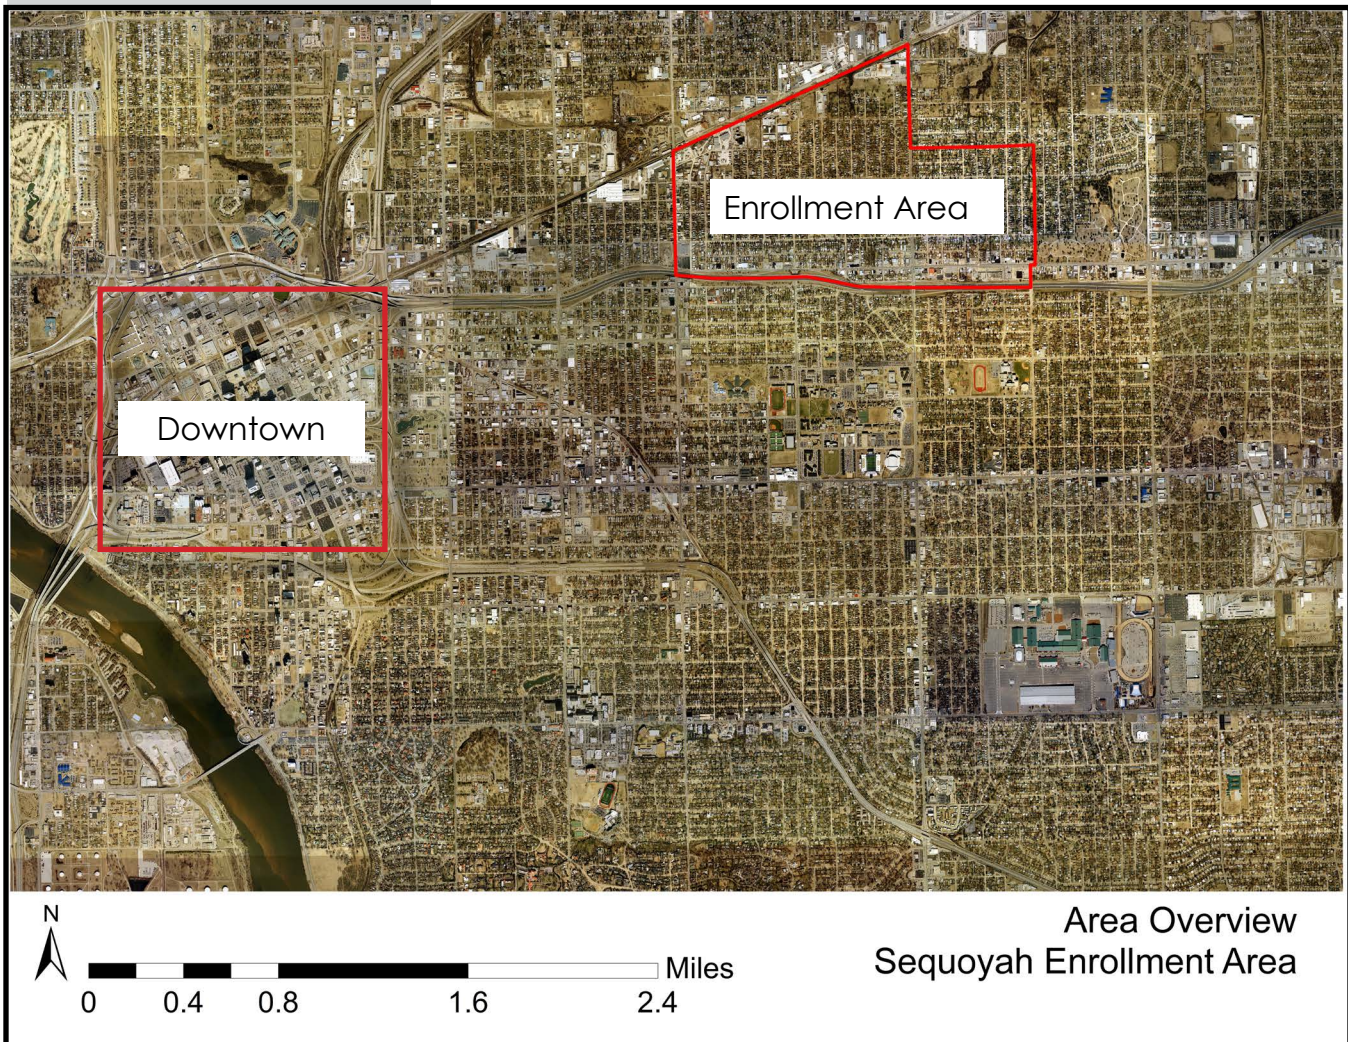 Enrollment Area
Downtown
N
Miles
0 0.4 0.8 1.6 2.4
Area Overview
Sequoyah Enrollment Area